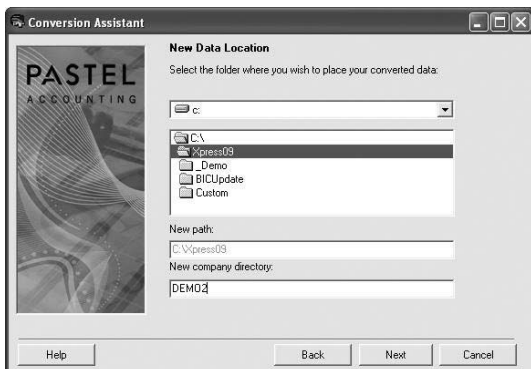 Conversion Assistant
PASTEL
ACCOUNTING
New Data Location
Select the folder where you wish to place your converted data:
c:
C:\
Xpress09
_Demo
BICUpdate
Custom
New path:
C:\Xpress09
New company directory:
DEMO2
Help
Back
Next
Cancel